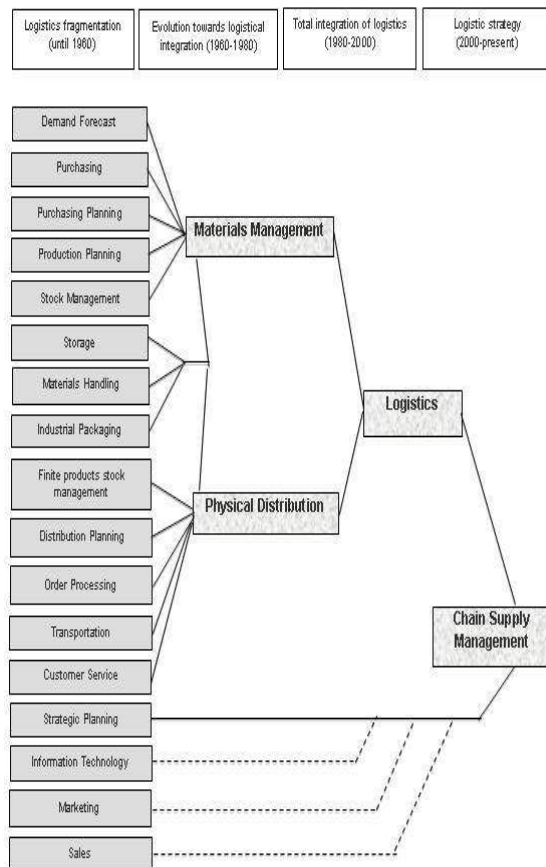 Logistics fragmentation
(until 1960)
Evolution towards logistical
integration (1960-1980)
Total integration of logistics
(1980-2000)
Logistic strategy
(2000-present)
Demand Forecast
Purchasing
Purchasing Planning
Production Planning
Stock Management
Storage
Materials Handling
Industrial Packaging
Finite products stock
management
Distribution Planning
Order Processing
Transportation
Customer Service
Strategic Planning
Information Technology
Marketing
Sales
Materials Management
Physical Distribution
Logistics
Chain Supply
Management